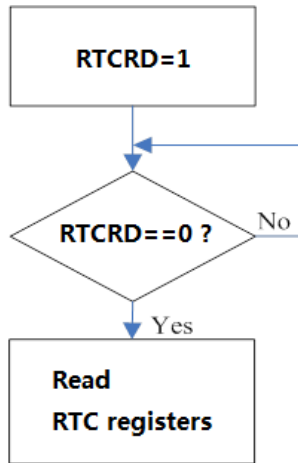 RTCRD=1
RTCRD==0 ?
No
Yes
Read
RTC registers